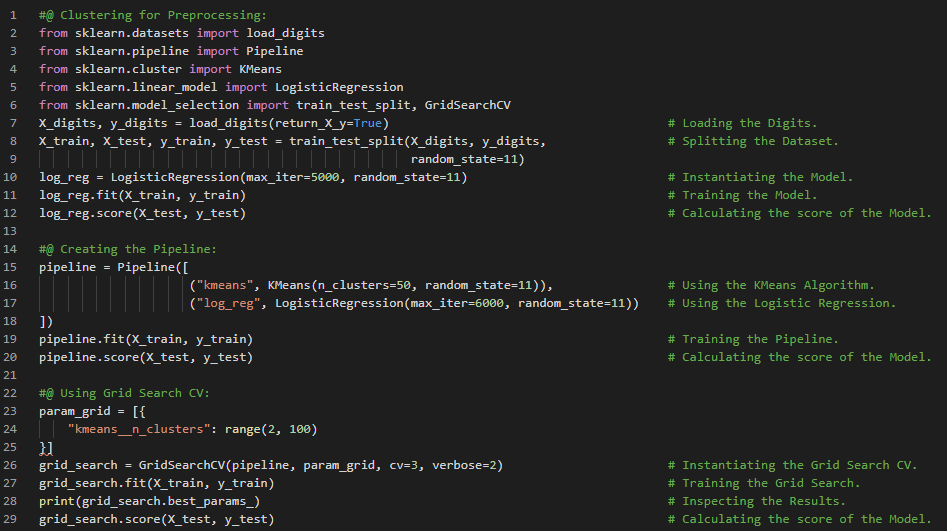 1 #@ Clustering for Preprocessing:
2 from sklearn.datasets import load_digits
3 from sklearn.pipeline import Pipeline
4 from sklearn.cluster import KMeans
5 from sklearn.linear_model import LogisticRegression
6 from sklearn.model_selection import train_test_split, GridSearchCV
7 X_digits, y_digits = load_digits(return_X_y=True) # Loading the Digits.
8 X_train, X_test, y_train, y_test = train_test_split(X_digits, y_digits, # Splitting the Dataset.
9 random_state=11)
10 log_reg = LogisticRegression(max_iter=5000, random_state=11) # Instantiating the Model.
11 log_reg.fit(X_train, y_train) # Training the Model.
12 log_reg.score(X_test, y_test) # Calculating the score of the Model.
13
14 #@ Creating the Pipeline:
15 pipeline = Pipeline([
16 ("kmeans", KMeans(n_clusters=50, random_state=11)), # Using the KMeans Algorithm.
17 ("log_reg", LogisticRegression(max_iter=6000, random_state=11)) # Using the Logistic Regression.
18 ])
19 pipeline.fit(X_train, y_train) # Training the Pipeline.
20 pipeline.score(X_test, y_test) # Calculating the score of the Model.
21
22 #@ Using Grid Search CV:
23 param_grid = [{
24 "kmeans__n_clusters": range(2, 100)
25 }]
26 grid_search = GridSearchCV(pipeline, param_grid, cv=3, verbose=2) # Instantiating the Grid Search CV.
27 grid_search.fit(X_train, y_train) # Training the Grid Search.
28 print(grid_search.best_params_) # Inspecting the Results.
29 grid_search.score(X_test, y_test) # Calculating the score of the Model.